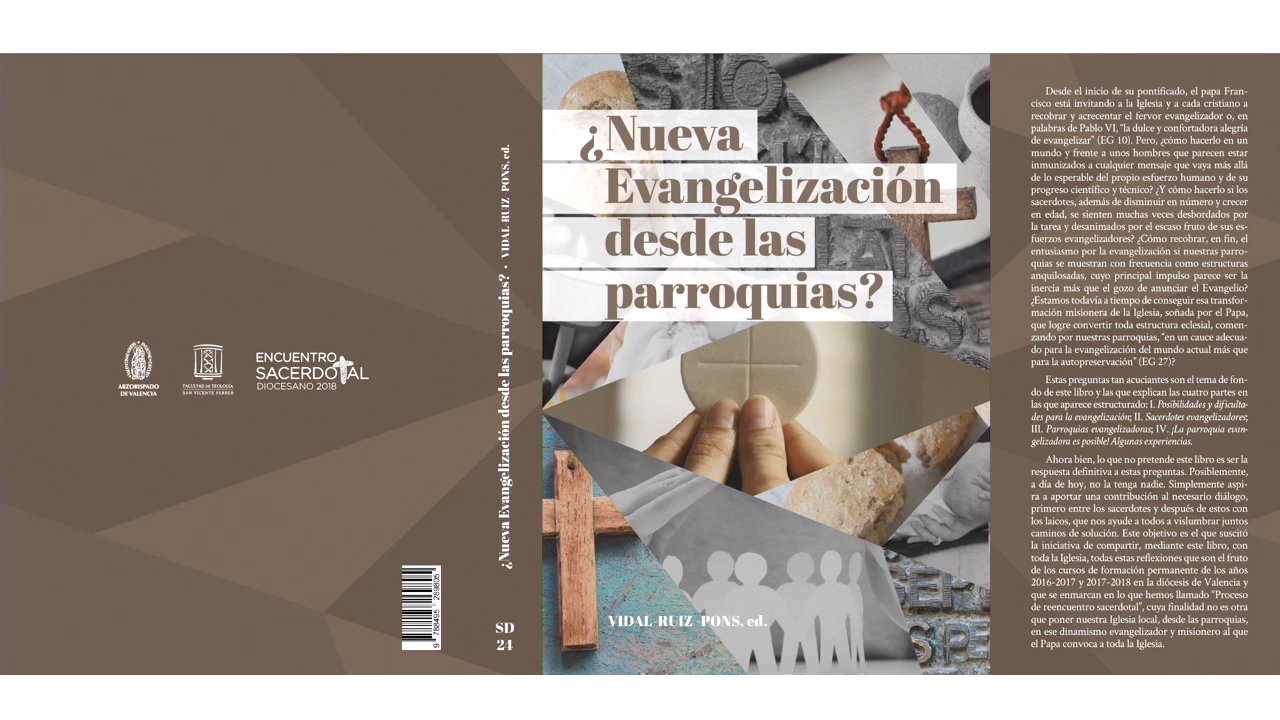 ARZOBISPADO
DE VALENCIA
FACULTAD DE TEOLOGÍA
SAN VICENTE FERRER
ENCUENTRO
SACERDOTAL
DIOCESANO 2018
9 788495 269805
¿Nueva Evangelización desde las parroquias? • VIDAL RUIZ PONS, ed.
SD
24
¿Nueva
Evangelización
desde las
parroquias?
VIDAL RUIZ PONS, ed.
Desde el inicio de su pontificado, el papa Fran-
cisco está invitando a la Iglesia y a cada cristiano a
recobrar y acrecentar el fervor evangelizador o, en
palabras de Pablo VI, “la dulce y confortadora alegría
de evangelizar” (EG 10). Pero, ¿cómo hacerlo en un
mundo y frente a unos hombres que parecen estar
inmunizados a cualquier mensaje que vaya más allá
de lo esperable del propio esfuerzo humano y de su
progreso científico y técnico? ¿Y cómo hacerlo si los
sacerdotes, además de disminuir en número y crecer
en edad, se sienten muchas veces desbordados por
la tarea y desanimados por el escaso fruto de sus es-
fuerzos evangelizadores? ¿Cómo recobrar, en fin, el
entusiasmo por la evangelización si nuestras parro-
quias se muestran con frecuencia como estructuras
anquilosadas, cuyo principal impulso parece ser la
inercia más que el gozo de anunciar el Evangelio?
¿Estamos todavía a tiempo de conseguir esa transfor-
mación misionera de la Iglesia, soñada por el Papa,
que logre convertir toda estructura eclesial, comen-
zando por nuestras parroquias, “en un cauce adecua-
do para la evangelización del mundo actual más que
para la autopreservación” (EG 27)?
Estas preguntas tan acuciantes son el tema de fon-
do de este libro y las que explican las cuatro partes en
las que aparece estructurado: I. Posibilidades y dificulta-
des para la evangelización; II. Sacerdotes evangelizadores;
III. Parroquias evangelizadoras; IV. ¡La parroquia evan-
gelizadora es posible! Algunas experiencias.
Ahora bien, lo que no pretende este libro es ser la
respuesta definitiva a estas preguntas. Posiblemente,
a día de hoy, no la tenga nadie. Simplemente aspi-
ra a aportar una contribución al necesario diálogo,
primero entre los sacerdotes y después de estos con
los laicos, que nos ayude a todos a vislumbrar juntos
caminos de solución. Este objetivo es el que suscitó
la iniciativa de compartir, mediante este libro, con
toda la Iglesia, todas estas reflexiones que son el fruto
de los cursos de formación permanente de los años
2016-2017 y 2017-2018 en la diócesis de Valencia y
que se enmarcan en lo que hemos llamado “Proceso
de reencuentro sacerdotal”, cuya finalidad no es otra
que poner nuestra Iglesia local, desde las parroquias,
en ese dinamismo evangelizador y misionero al que
el Papa convoca a toda la Iglesia.